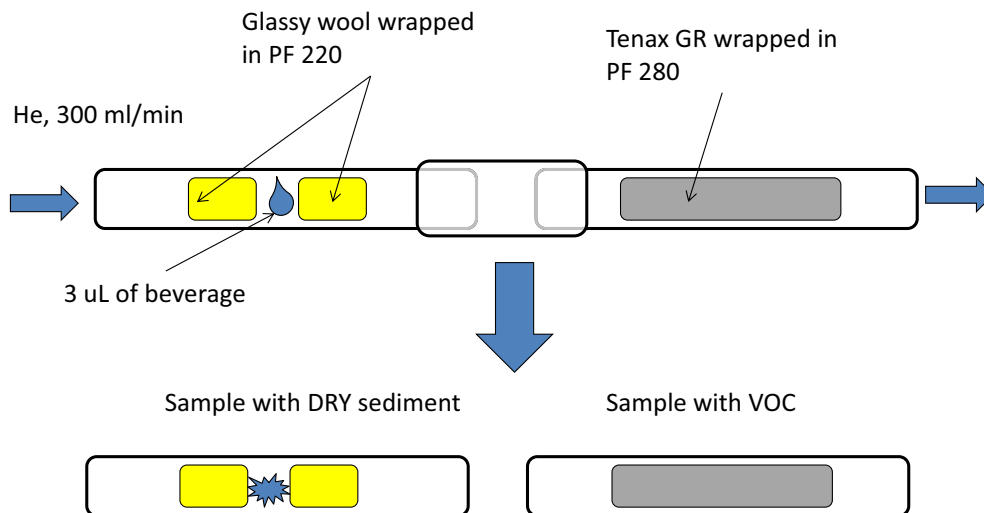 Glassy wool wrapped
in PF 220
Tenax GR wrapped in
PF 280
He, 300 ml/min
3 uL of beverage
Sample with DRY sediment
Sample with VOC